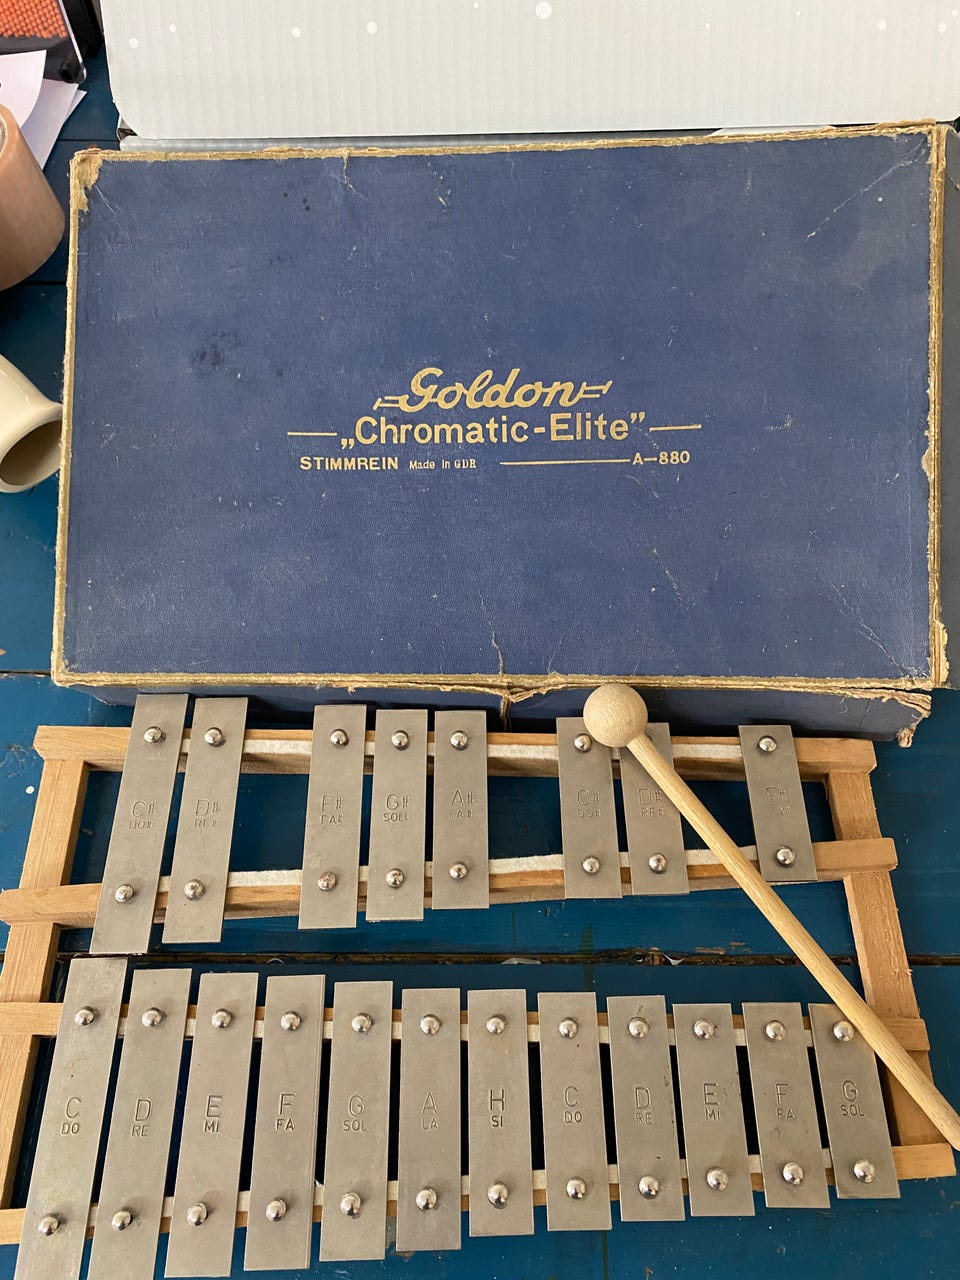 Goldon
„Chromatic-Elite”
STIMMREIN Made in GDR A-880
C# D# F# G# A# C# D# F#
DO# RE# FA# SOL# LA# DO# RE# FA#
C D E F G A H C D E F G
DO RE MI FA SOL LA SI DO RE MI FA SOL